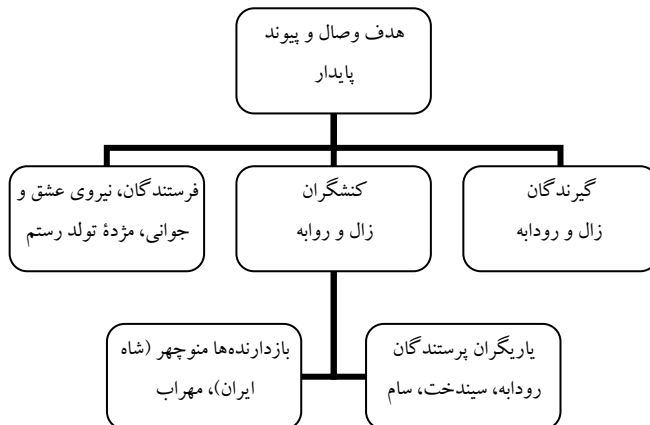 هدف وصال و پیوند
پایدار
گیرندگان
زال و رودابه
کنشگران
زال و روابه
فرستندگان، نیروی عشق و
جوانی، مژدهٔ تولد رستم
یاریگران پرستندگان
رودابه، سیندخت، سام
بازدارنده‌ها منوچهر (شاه
ایران)، مهراب